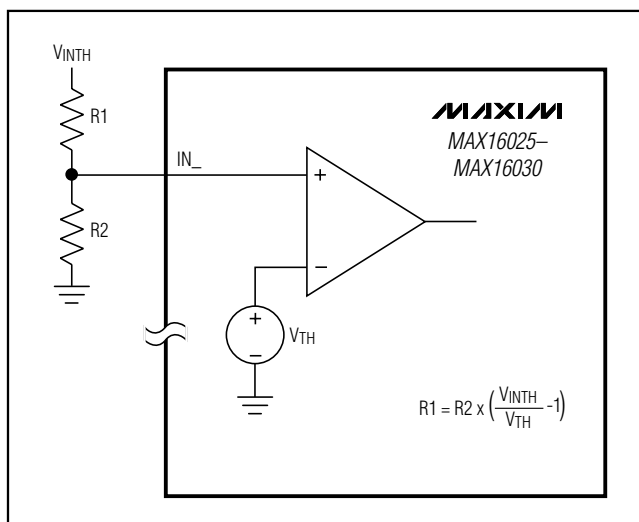 VINTH
R1
MAXIM
MAX16025–
MAX16030
IN_
+
R2
−
+
VTH
−
R1 = R2 x (VINTH/VTH -1)